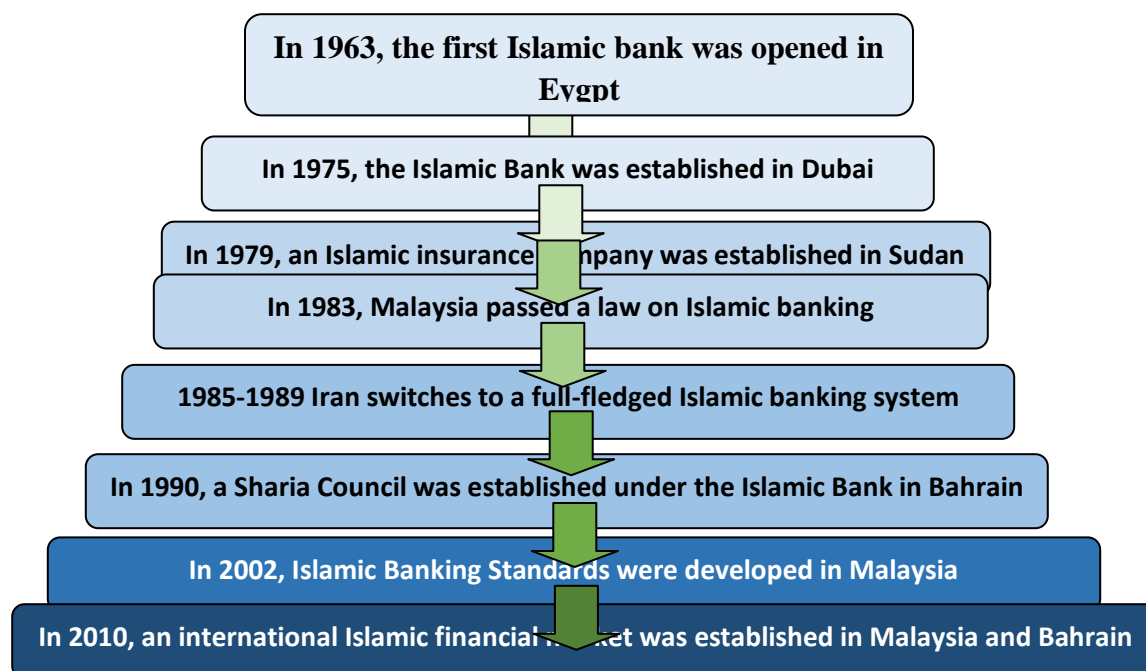 In 1963, the first Islamic bank was opened in
Eygpt
In 1975, the Islamic Bank was established in Dubai
In 1979, an Islamic insurance company was established in Sudan
In 1983, Malaysia passed a law on Islamic banking
1985-1989 Iran switches to a full-fledged Islamic banking system
In 1990, a Sharia Council was established under the Islamic Bank in Bahrain
In 2002, Islamic Banking Standards were developed in Malaysia
In 2010, an international Islamic financial market was established in Malaysia and Bahrain